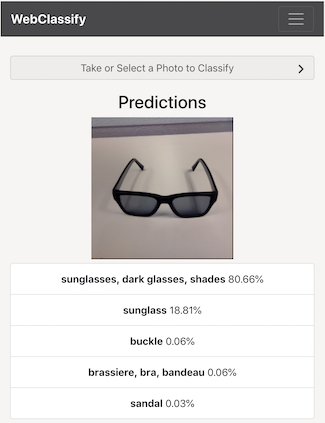 WebClassify
Take or Select a Photo to Classify
Predictions
sunglasses, dark glasses, shades 80.66%
sunglass 18.81%
buckle 0.06%
brassiere, bra, bandeau 0.06%
sandal 0.03%